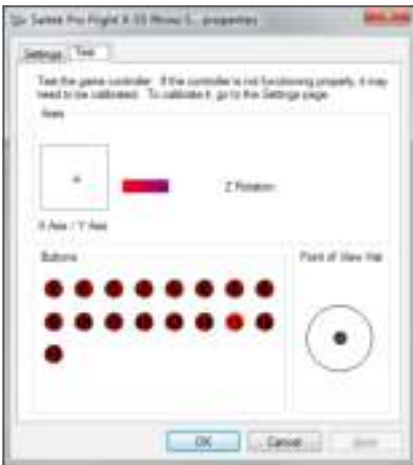 Saitek Pro Flight X-55 Rhino S... properties
Settings Test
Test the game controller. If the controller is not functioning properly, it may
need to be calibrated. To calibrate it, go to the Settings page.
Axes
Z Rotation
X Axis / Y Axis
Buttons
Point of View Hat
OK
Cancel
Apply